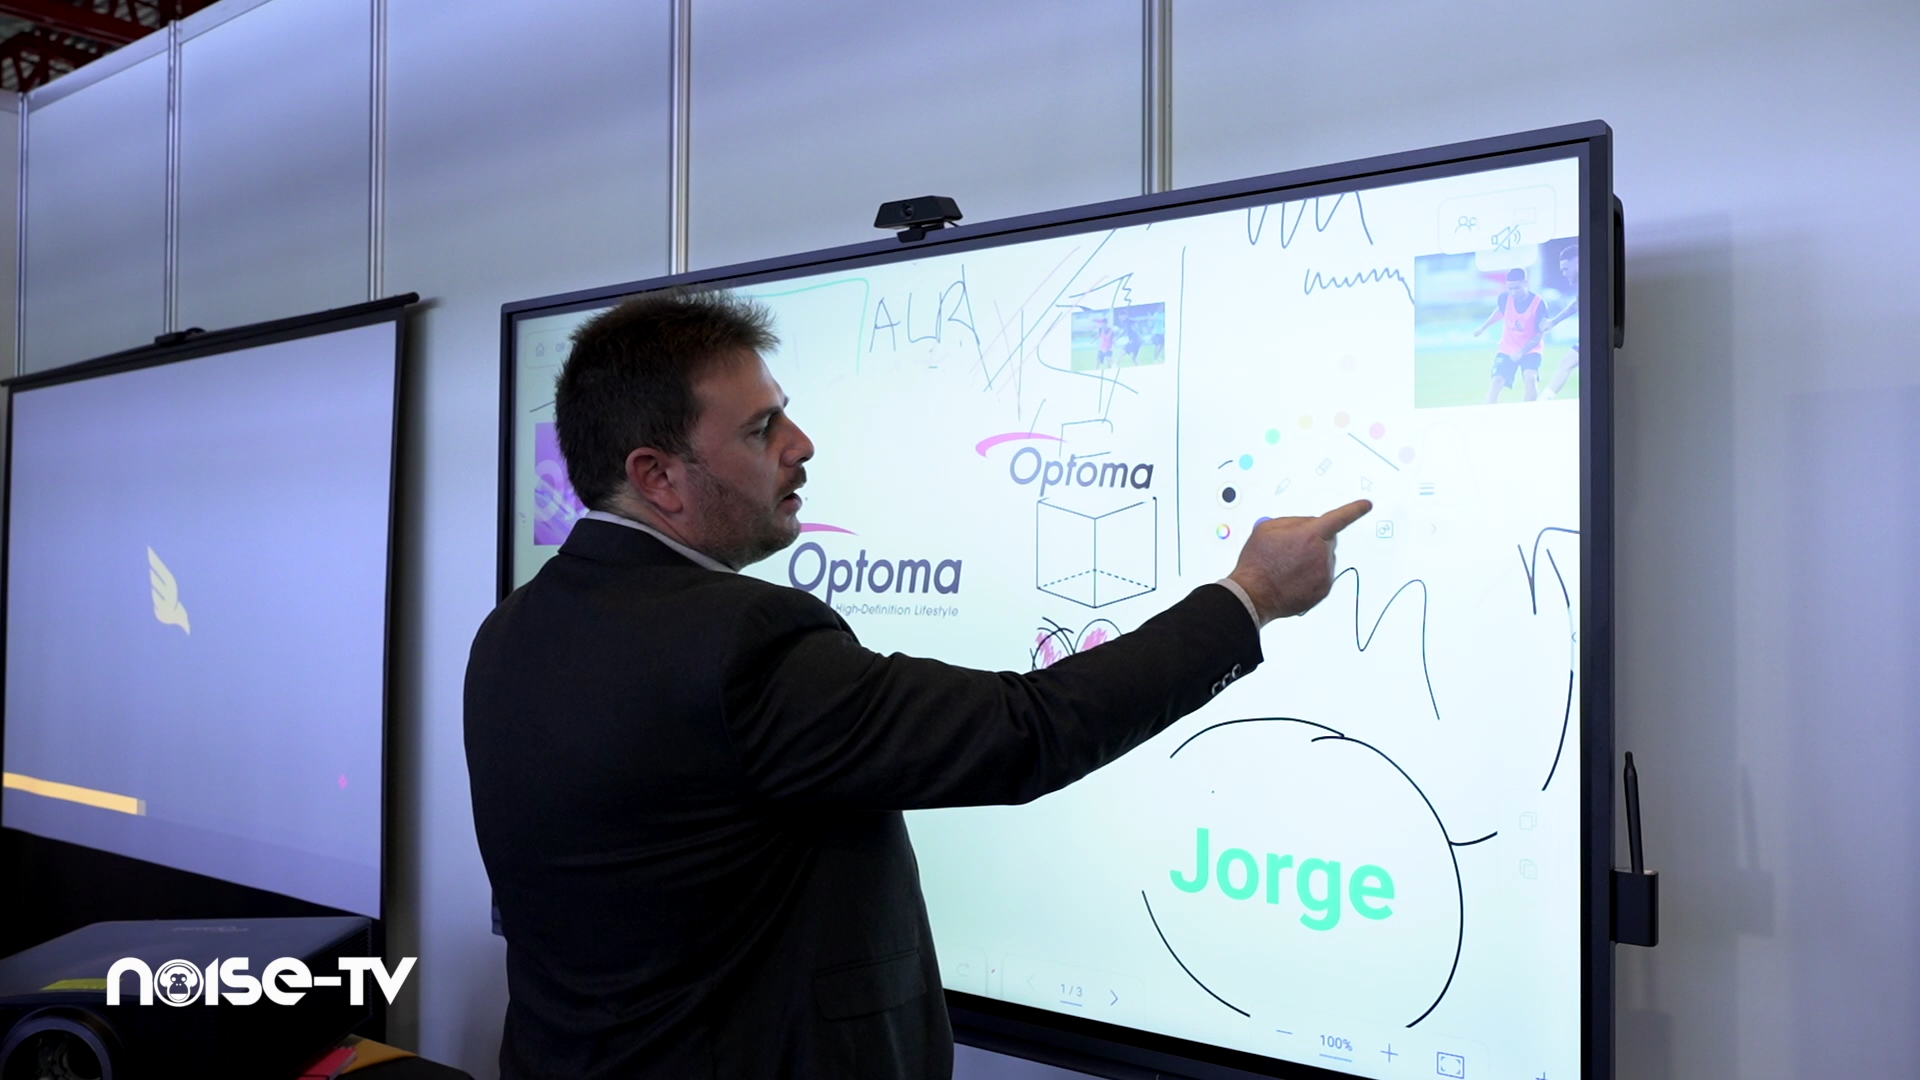 Optoma
Optoma
High-Definition Lifestyle
Jorge
1/3
100%
NOISE-TV